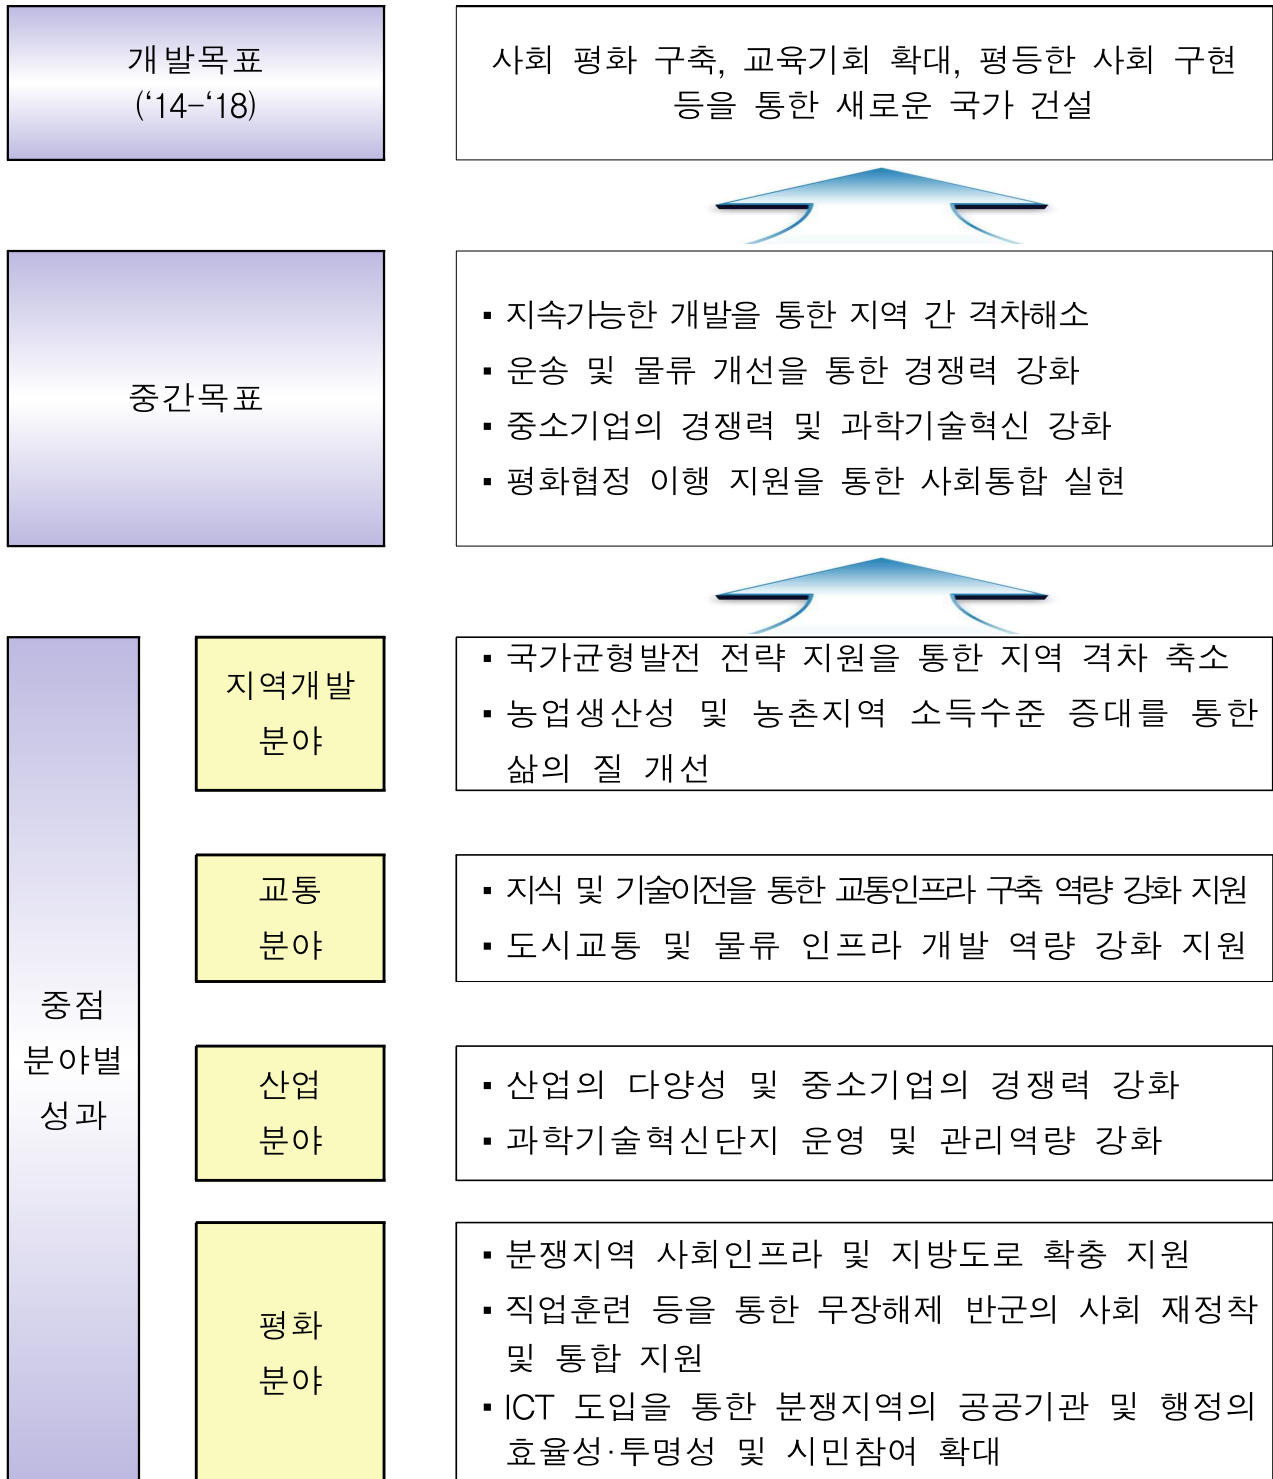 개발목표
(‘14-‘18)
사회 평화 구축, 교육기회 확대, 평등한 사회 구현
등을 통한 새로운 국가 건설
중간목표
▪ 지속가능한 개발을 통한 지역 간 격차해소
▪ 운송 및 물류 개선을 통한 경쟁력 강화
▪ 중소기업의 경쟁력 및 과학기술혁신 강화
▪ 평화협정 이행 지원을 통한 사회통합 실현
중점
분야별
성과
지역개발
분야
▪ 국가균형발전 전략 지원을 통한 지역 격차 축소
▪ 농업생산성 및 농촌지역 소득수준 증대를 통한
삶의 질 개선
교통
분야
▪ 지식 및 기술이전을 통한 교통인프라 구축 역량 강화 지원
▪ 도시교통 및 물류 인프라 개발 역량 강화 지원
산업
분야
▪ 산업의 다양성 및 중소기업의 경쟁력 강화
▪ 과학기술혁신단지 운영 및 관리역량 강화
평화
분야
▪ 분쟁지역 사회인프라 및 지방도로 확충 지원
▪ 직업훈련 등을 통한 무장해제 반군의 사회 재정착
및 통합 지원
▪ ICT 도입을 통한 분쟁지역의 공공기관 및 행정의
효율성·투명성 및 시민참여 확대